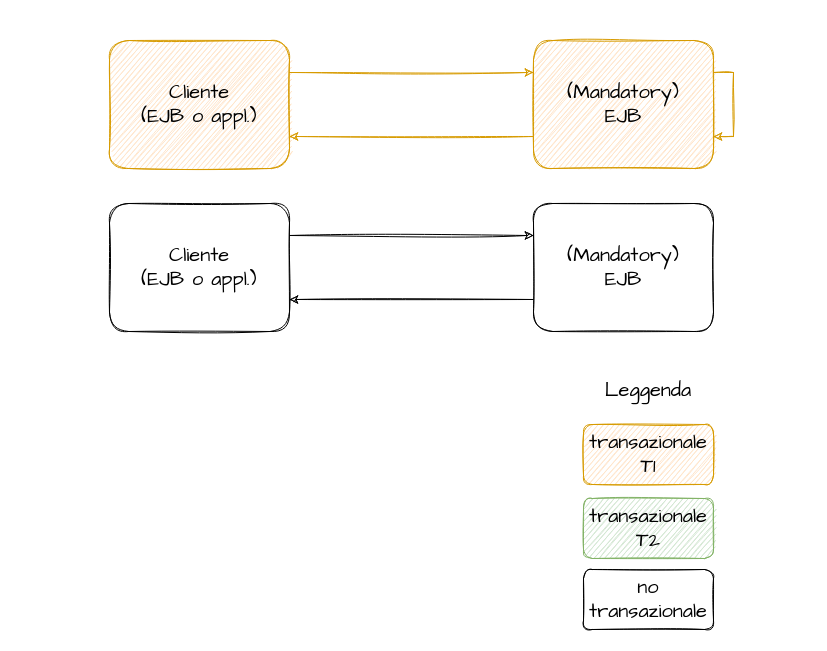 Cliente
(EJB o appl.)
(Mandatory)
EJB
Cliente
(EJB o appl.)
(Mandatory)
EJB
Leggenda
transazionale
T1
transazionale
T2
no
transazionale